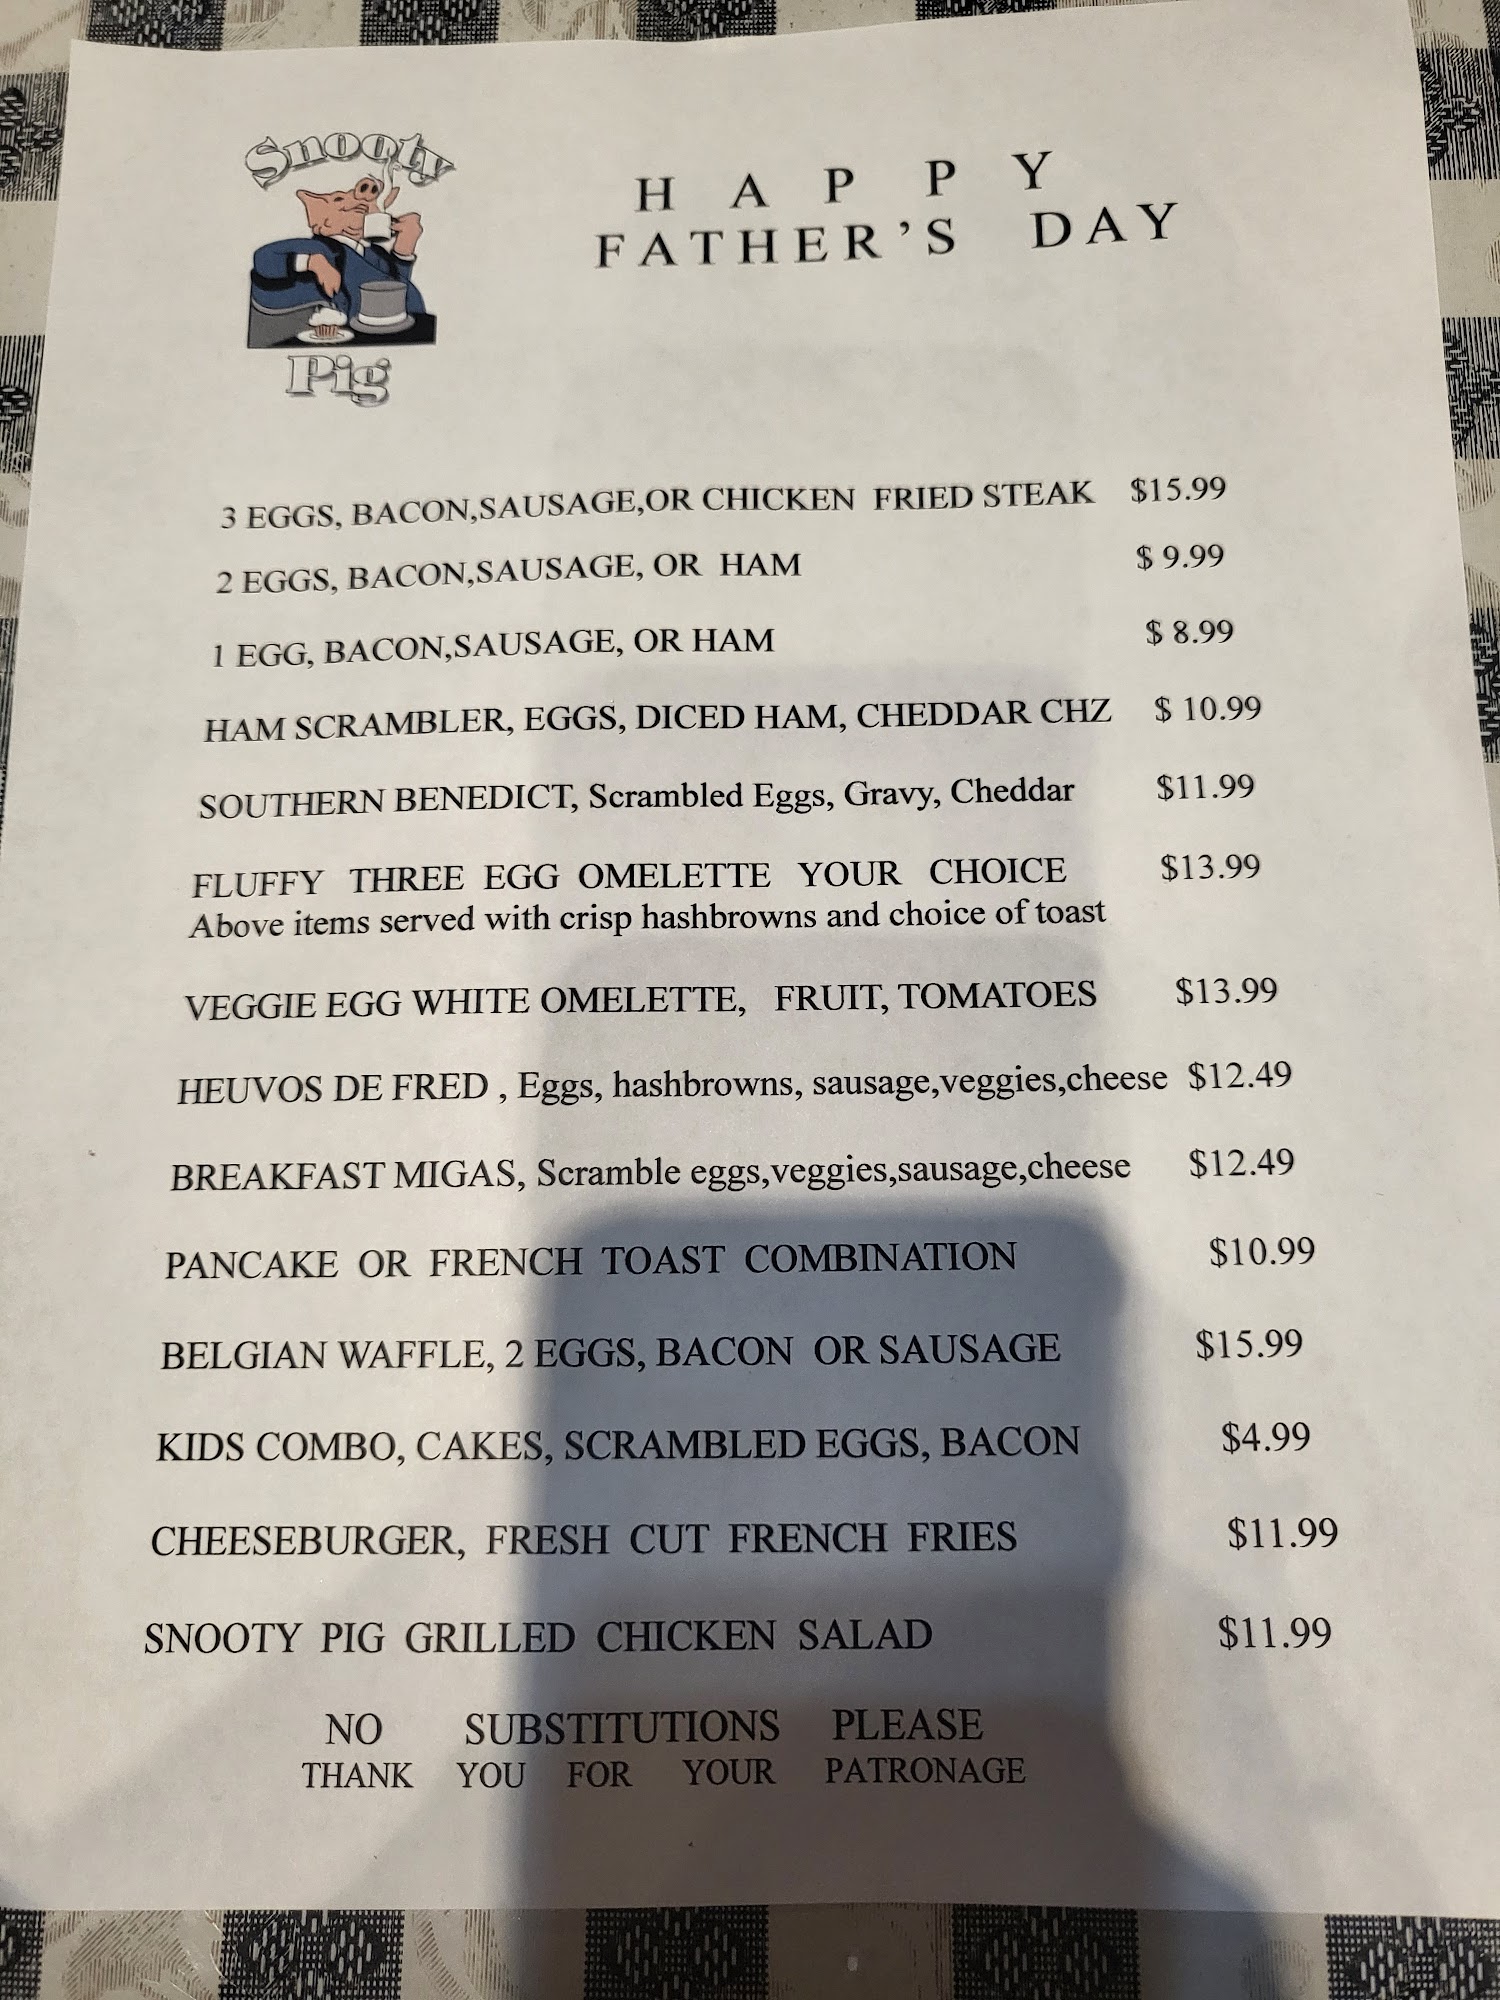 Snooty
Pig
H A P P Y
FATHER'S DAY
3 EGGS, BACON,SAUSAGE,OR CHICKEN FRIED STEAK $15.99
2 EGGS, BACON,SAUSAGE, OR HAM $ 9.99
1 EGG, BACON,SAUSAGE, OR HAM $ 8.99
HAM SCRAMBLER, EGGS, DICED HAM, CHEDDAR CHZ $ 10.99
SOUTHERN BENEDICT, Scrambled Eggs, Gravy, Cheddar $11.99
FLUFFY THREE EGG OMELETTE YOUR CHOICE $13.99
Above items served with crisp hashbrowns and choice of toast
VEGGIE EGG WHITE OMELETTE, FRUIT, TOMATOES $13.99
HEUVOS DE FRED , Eggs, hashbrowns, sausage,veggies,cheese $12.49
BREAKFAST MIGAS, Scramble eggs,veggies,sausage,cheese $12.49
PANCAKE OR FRENCH TOAST COMBINATION $10.99
BELGIAN WAFFLE, 2 EGGS, BACON OR SAUSAGE $15.99
KIDS COMBO, CAKES, SCRAMBLED EGGS, BACON $4.99
CHEESEBURGER, FRESH CUT FRENCH FRIES $11.99
SNOOTY PIG GRILLED CHICKEN SALAD $11.99
NO SUBSTITUTIONS PLEASE
THANK YOU FOR YOUR PATRONAGE